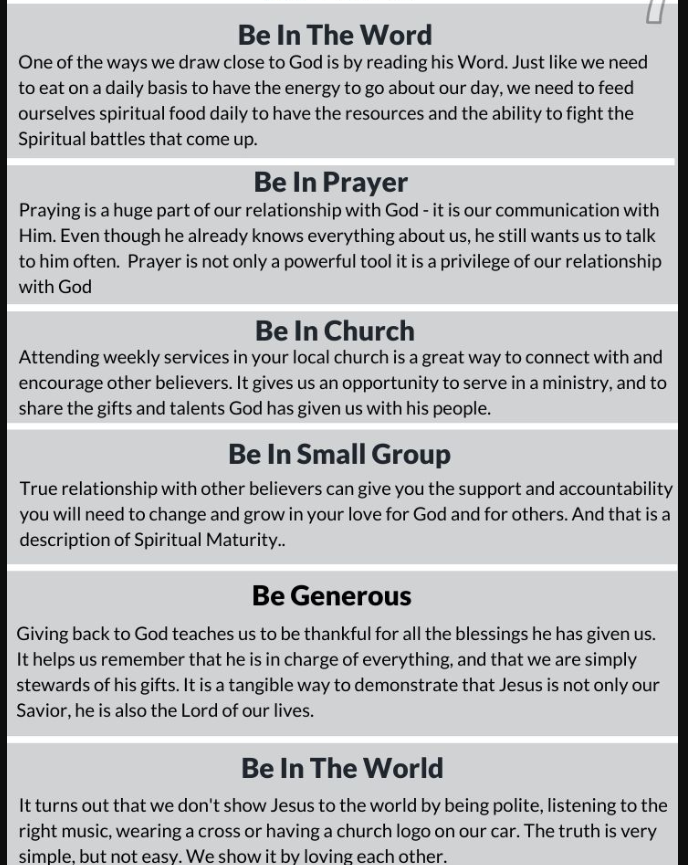 Be In The Word
One of the ways we draw close to God is by reading his Word. Just like we need
to eat on a daily basis to have the energy to go about our day, we need to feed
ourselves spiritual food daily to have the resources and the ability to fight the
Spiritual battles that come up.
Be In Prayer
Praying is a huge part of our relationship with God - it is our communication with
Him. Even though he already knows everything about us, he still wants us to talk
to him often.  Prayer is not only a powerful tool it is a privilege of our relationship
with God
Be In Church
Attending weekly services in your local church is a great way to connect with and
encourage other believers. It gives us an opportunity to serve in a ministry, and to
share the gifts and talents God has given us with his people.
Be In Small Group
True relationship with other believers can give you the support and accountability
you will need to change and grow in your love for God and for others. And that is a
description of Spiritual Maturity..
Be Generous
Giving back to God teaches us to be thankful for all the blessings he has given us.
It helps us remember that he is in charge of everything, and that we are simply
stewards of his gifts. It is a tangible way to demonstrate that Jesus is not only our
Savior, he is also the Lord of our lives.
Be In The World
It turns out that we don't show Jesus to the world by being polite, listening to the
right music, wearing a cross or having a church logo on our car. The truth is very
simple, but not easy. We show it by loving each other.